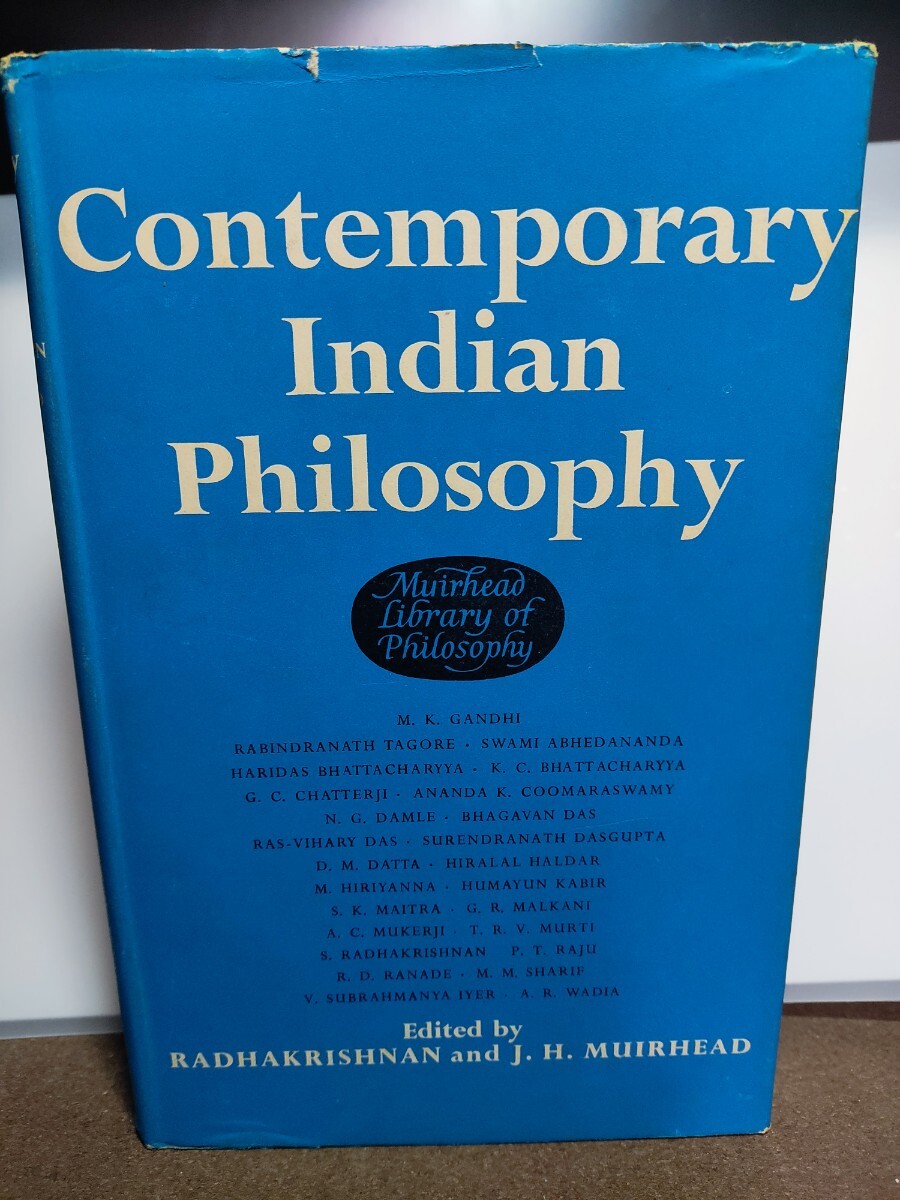 Contemporary
Indian
Philosophy
Muirhead
Library of
Philosophy
M. K. GANDHI
RABINDRANATH TAGORE · SWAMI ABHEDANANDA
HARIDAS BHATTACHARYYA · K. C. BHATTACHARYYA
G. C. CHATTERJI · ANANDA K. COOMARASWAMY
N. G. DAMLE · BHAGAVAN DAS
RAS-VIHARY DAS · SURENDRANATH DASGUPTA
D. M. DATTA · HIRALAL HALDAR
M. HIRIYANNA · HUMAYUN KABIR
S. K. MAITRA · G. R. MALKANI
A. C. MUKERJI · T. R. V. MURTI
S. RADHAKRISHNAN P. T. RAJU
R. D. RANADE · M. M. SHARIF
V. SUBRAHMANYA IYER · A. R. WADIA
Edited by
RADHAKRISHNAN and J. H. MUIRHEAD